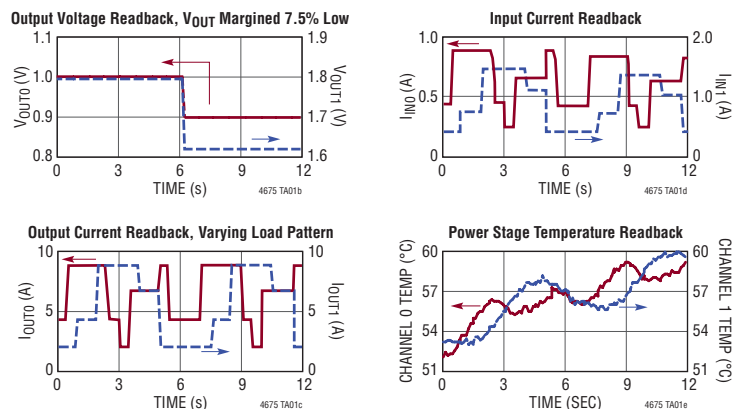 Output Voltage Readback, VOUT Margined 7.5% Low
1.1
1.0
0.9
0.8
VOUT0 (V)
1.9
1.8
1.7
1.6
VOUT1 (V)
0
3
6
9
12
TIME (s)
4675 TA01b
Input Current Readback
1.0
0.5
0
IIN0 (A)
2.0
1.0
0
IIN1 (A)
0
3
6
9
12
TIME (s)
4675 TA01d
Output Current Readback, Varying Load Pattern
10
5
0
IOUT0 (A)
10
5
0
IOUT1 (A)
0
3
6
9
12
TIME (s)
4675 TA01c
Power Stage Temperature Readback
60
57
54
51
CHANNEL 0 TEMP (°C)
60
57
54
51
CHANNEL 1 TEMP (°C)
0
3
6
9
12
TIME (SEC)
4675 TA01e